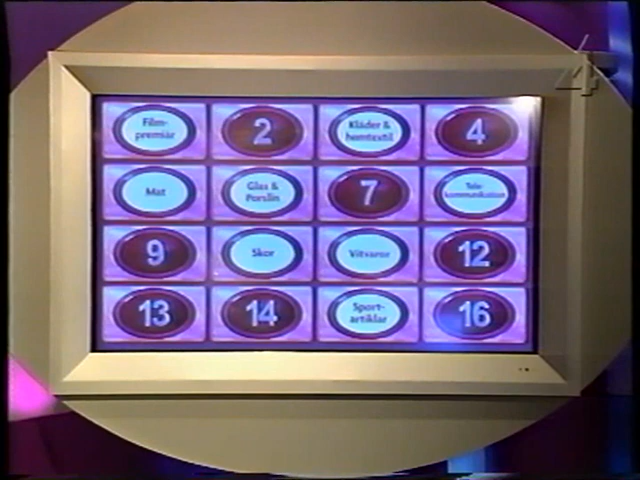 Film-
premiär
2
Kläder &
hemtextil
4
Mat
Glas &
Porslin
7
Tele-
kommunikation
9
Skor
Vitvaror
12
13
14
Sport-
artiklar
16
4